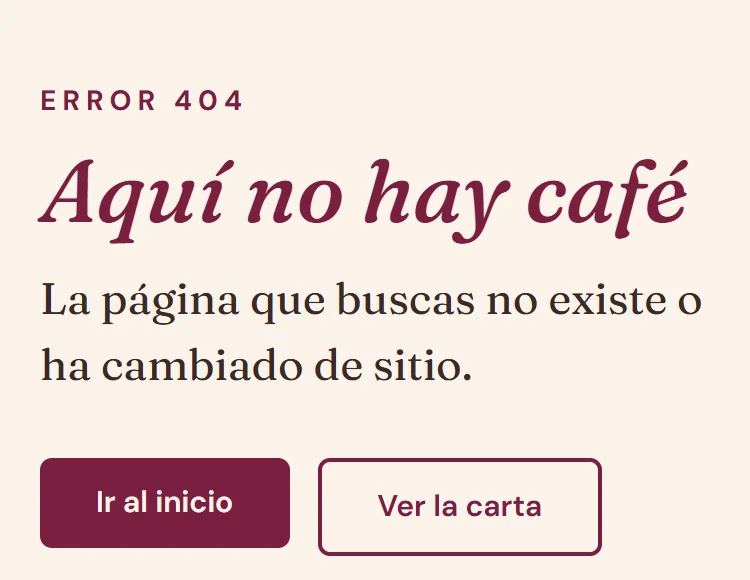 ERROR 404
Aquí no hay café
La página que buscas no existe o
ha cambiado de sitio.
Ir al inicio
Ver la carta